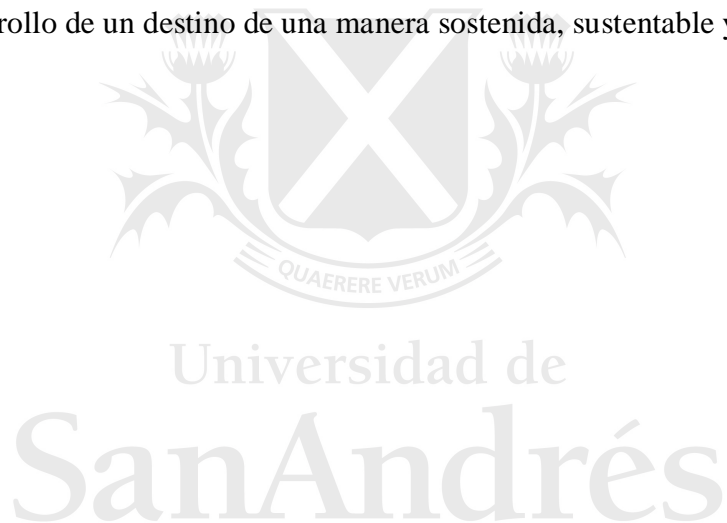 rollo de un destino de una manera sostenida, sustentable y
QUAERERE VERUM
Universidad de
SanAndrés